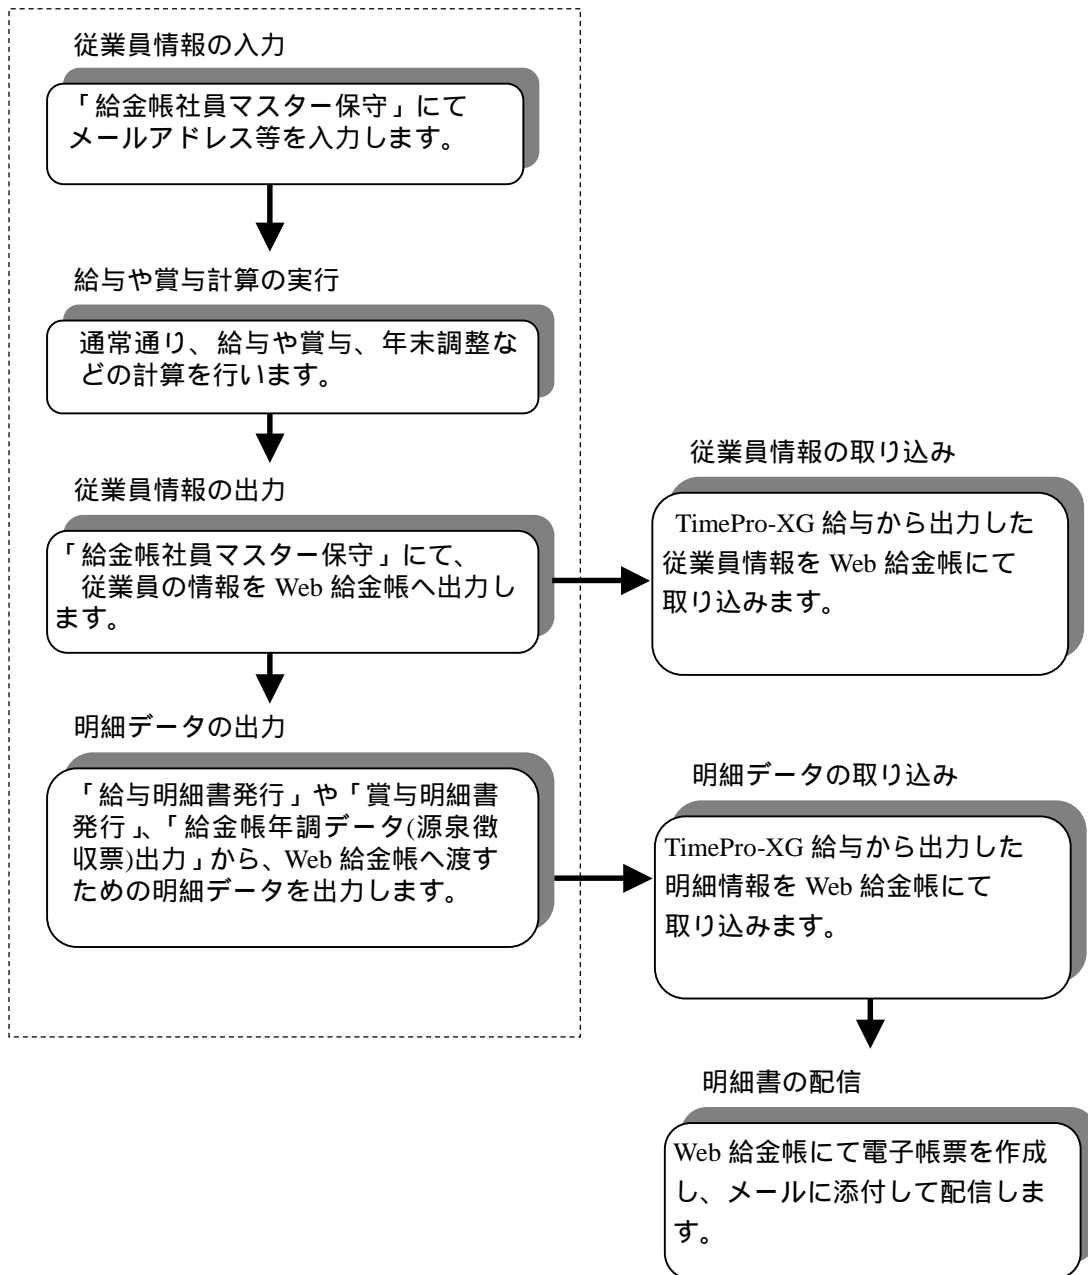 従業員情報の入力
「給金帳社員マスター保守」にて
メールアドレス等を入力します。
給与や賞与計算の実行
通常通り、給与や賞与、年末調整な
どの計算を行います。
従業員情報の出力
「給金帳社員マスター保守」にて、
従業員の情報を Web 給金帳へ出力し
ます。
明細データの出力
「給与明細書発行」や「賞与明細書
発行」、「給金帳年調データ(源泉徴
収票)出力」から、Web 給金帳へ渡す
ための明細データを出力します。
従業員情報の取り込み
TimePro-XG 給与から出力した
従業員情報を Web 給金帳にて
取り込みます。
明細データの取り込み
TimePro-XG 給与から出力した
明細情報を Web 給金帳にて
取り込みます。
明細書の配信
Web 給金帳にて電子帳票を作成
し、メールに添付して配信しま
す。